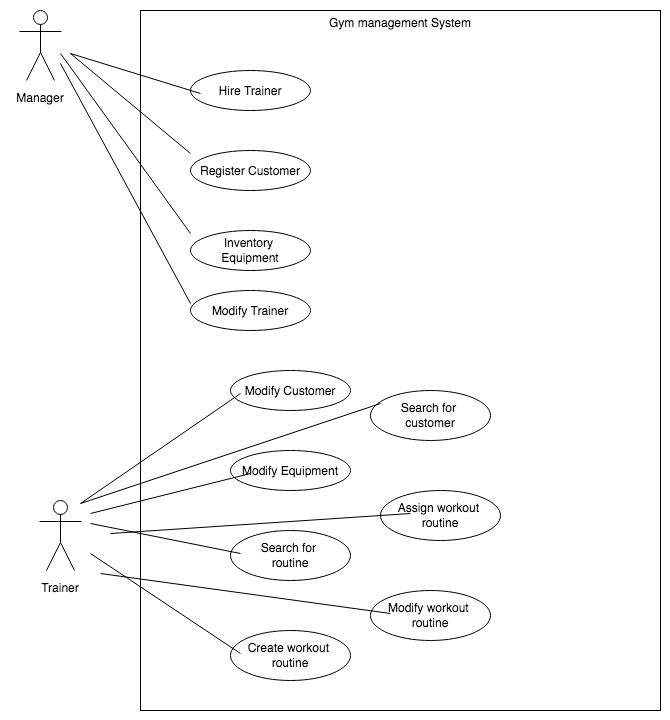 Gym management System
Manager
Hire Trainer
Register Customer
Inventory
Equipment
Modify Trainer
Modify Customer
Search for
customer
Modify Equipment
Assign workout
routine
Search for
routine
Trainer
Modify workout
routine
Create workout
routine